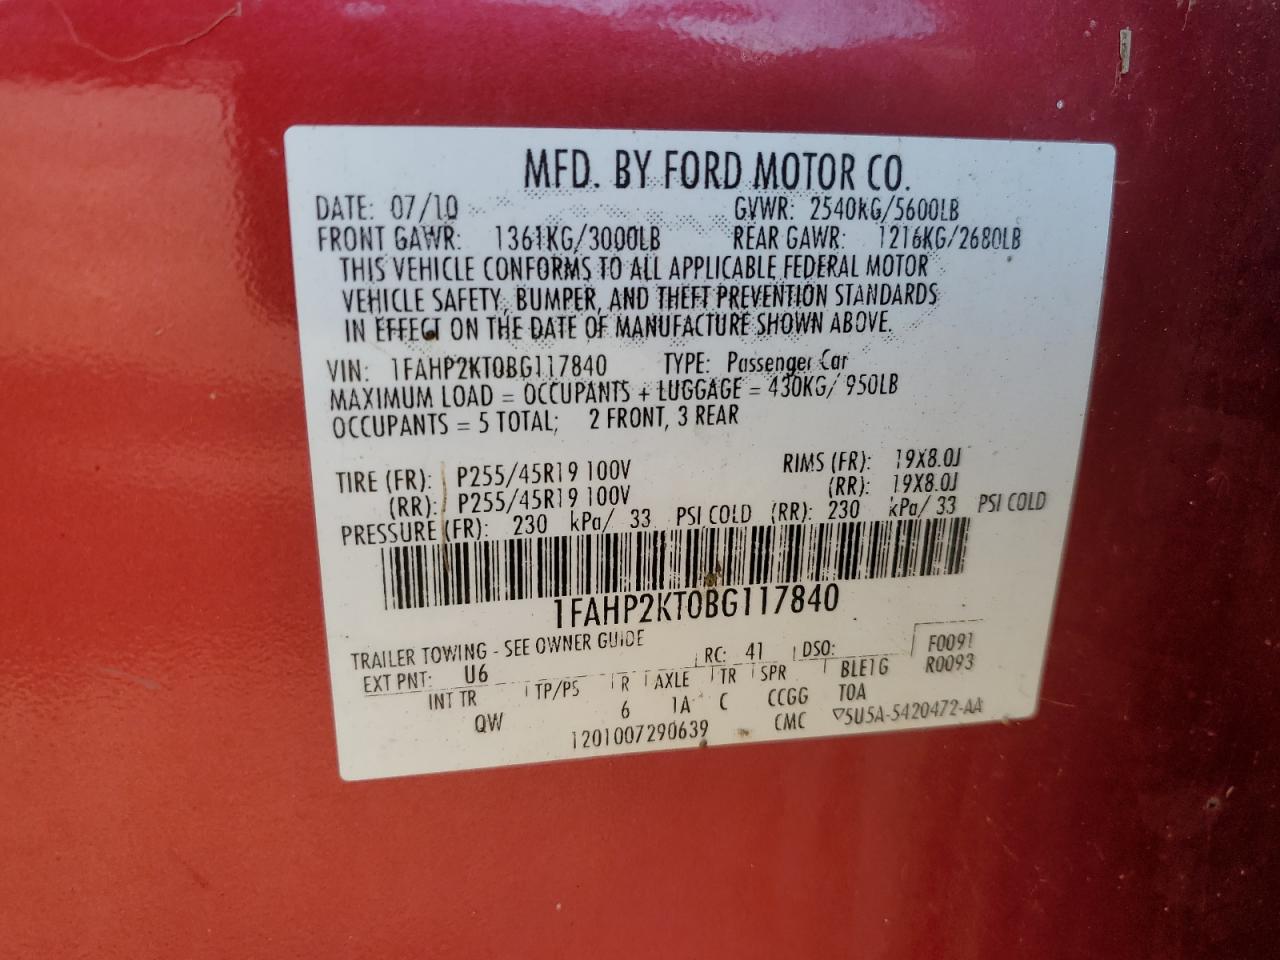 MFD. BY FORD MOTOR CO.
DATE: 07/10 GVWR: 2540KG/5600LB
FRONT GAWR: 1361KG/3000LB REAR GAWR: 1216KG/2680LB
THIS VEHICLE CONFORMS TO ALL APPLICABLE FEDERAL MOTOR
VEHICLE SAFETY, BUMPER, AND THEFT PREVENTION STANDARDS
IN EFFECT ON THE DATE OF MANUFACTURE SHOWN ABOVE.
VIN: 1FAHP2KT0BG117840 TYPE: Passenger Car
MAXIMUM LOAD = OCCUPANTS + LUGGAGE = 430KG/ 950LB
OCCUPANTS = 5 TOTAL; 2 FRONT, 3 REAR
TIRE (FR): P255/45R19 100V RIMS (FR): 19X8.0J
(RR): P255/45R19 100V (RR): 19X8.0J
PRESSURE (FR): 230 kPa/ 33 PSI COLD (RR): 230 kPa/ 33 PSI COLD
1FAHP2KT0BG117840
TRAILER TOWING - SEE OWNER GUIDE
EXT PNT: U6 RC: 41 DSO: F0091
INT TR TP/PS R AXLE TR SPR BLE1G R0093
QW 6 1A C CCGG TOA
1201007290639 CMC ▽5U5A-5420472-AA